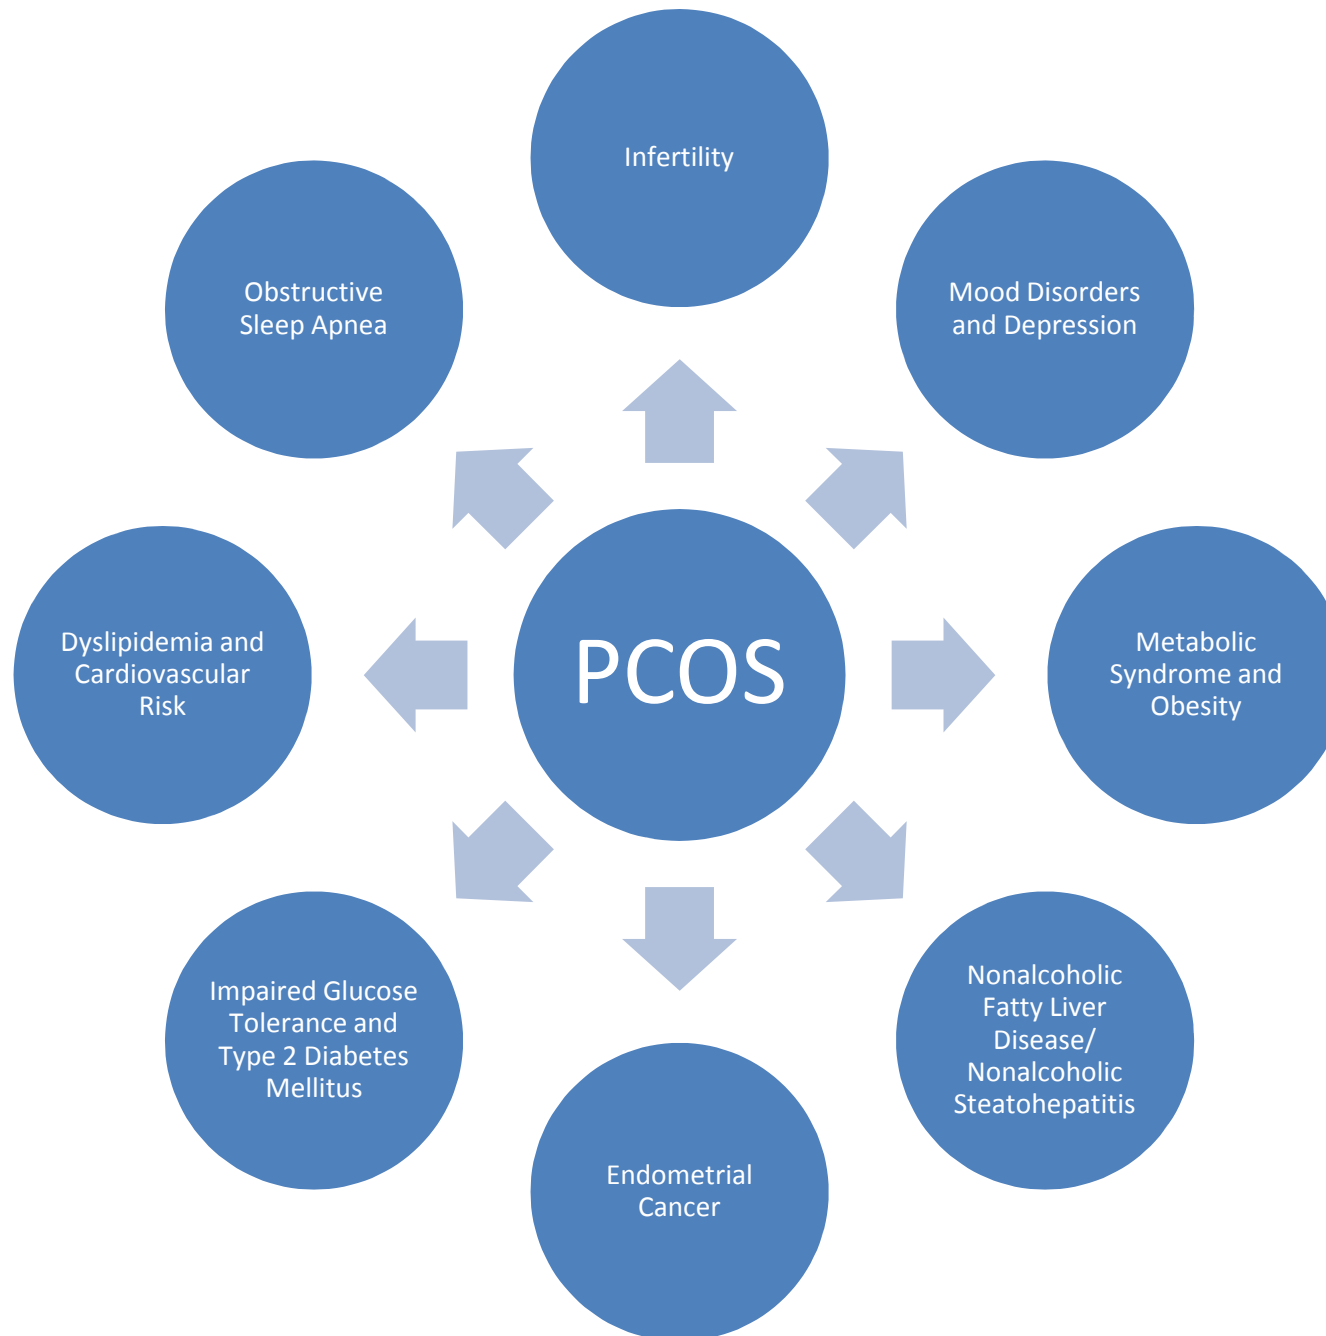 Infertility
Obstructive
Sleep Apnea
Mood Disorders
and Depression
Dyslipidemia and
Cardiovascular
Risk
PCOS
Metabolic
Syndrome and
Obesity
Impaired Glucose
Tolerance and
Type 2 Diabetes
Mellitus
Nonalcoholic
Fatty Liver
Disease/
Nonalcoholic
Steatohepatitis
Endometrial
Cancer